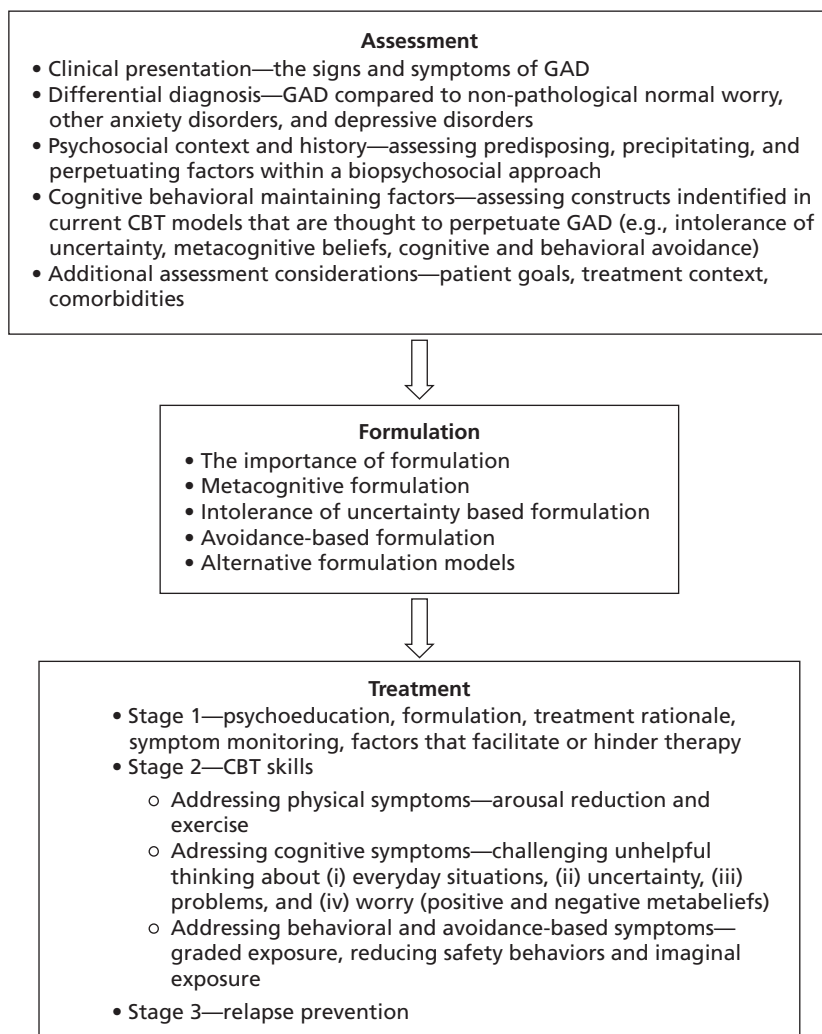 Assessment
• Clinical presentation—the signs and symptoms of GAD
• Differential diagnosis—GAD compared to non-pathological normal worry,
other anxiety disorders, and depressive disorders
• Psychosocial context and history—assessing predisposing, precipitating, and
perpetuating factors within a biopsychosocial approach
• Cognitive behavioral maintaining factors—assessing constructs indentified in
current CBT models that are thought to perpetuate GAD (e.g., intolerance of
uncertainty, metacognitive beliefs, cognitive and behavioral avoidance)
• Additional assessment considerations—patient goals, treatment context,
comorbidities
Formulation
• The importance of formulation
• Metacognitive formulation
• Intolerance of uncertainty based formulation
• Avoidance-based formulation
• Alternative formulation models
Treatment
• Stage 1—psychoeducation, formulation, treatment rationale,
symptom monitoring, factors that facilitate or hinder therapy
• Stage 2—CBT skills
○ Addressing physical symptoms—arousal reduction and
exercise
○ Adressing cognitive symptoms—challenging unhelpful
thinking about (i) everyday situations, (ii) uncertainty, (iii)
problems, and (iv) worry (positive and negative metabeliefs)
○ Addressing behavioral and avoidance-based symptoms—
graded exposure, reducing safety behaviors and imaginal
exposure
• Stage 3—relapse prevention